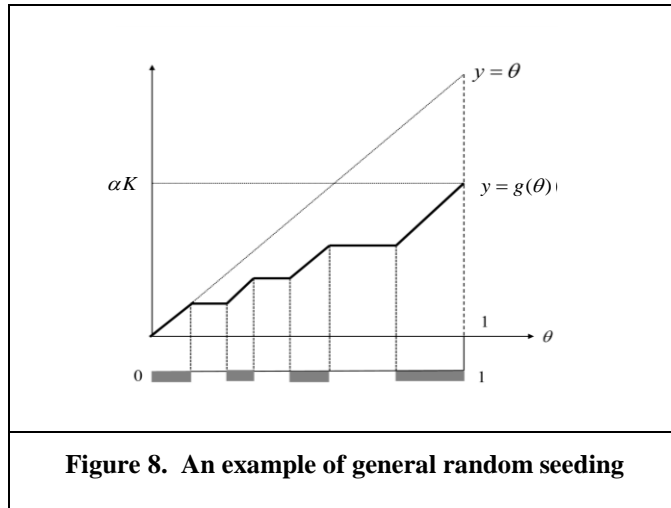 y = θ
αK
y = g(θ)
1
θ
0
1
Figure 8. An example of general random seeding